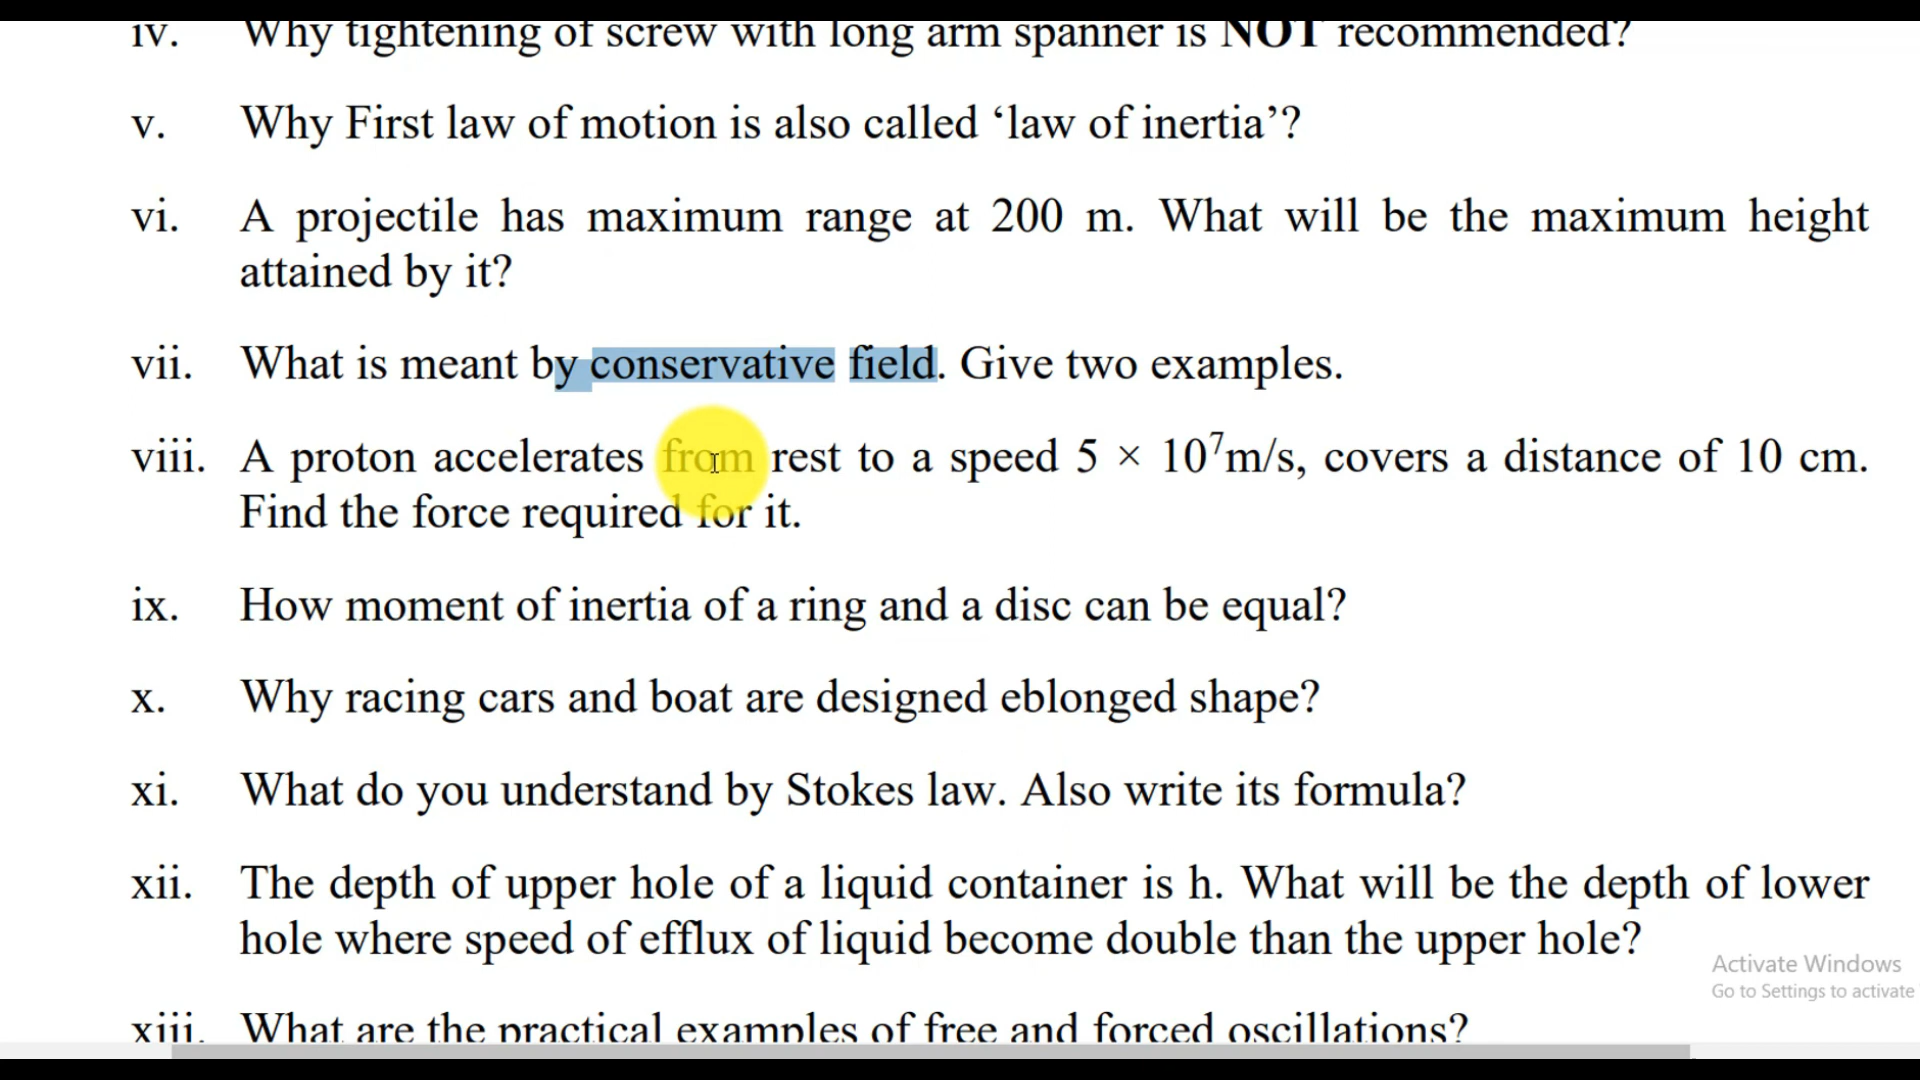 iv. Why tightening of screw with long arm spanner is NOT recommended?
v. Why First law of motion is also called ‘law of inertia’?
vi. A projectile has maximum range at 200 m. What will be the maximum height
attained by it?
vii. What is meant by conservative field. Give two examples.
viii. A proton accelerates from rest to a speed 5 × 10⁷m/s, covers a distance of 10 cm.
Find the force required for it.
ix. How moment of inertia of a ring and a disc can be equal?
x. Why racing cars and boat are designed eblonged shape?
xi. What do you understand by Stokes law. Also write its formula?
xii. The depth of upper hole of a liquid container is h. What will be the depth of lower
hole where speed of efflux of liquid become double than the upper hole?
Activate Windows
Go to Settings to activate
xiii. What are the practical examples of free and forced oscillations?